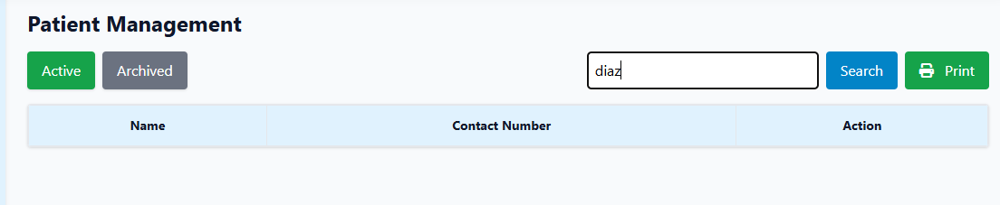 Patient Management
Active Archived diaz Search Print
Name Contact Number Action